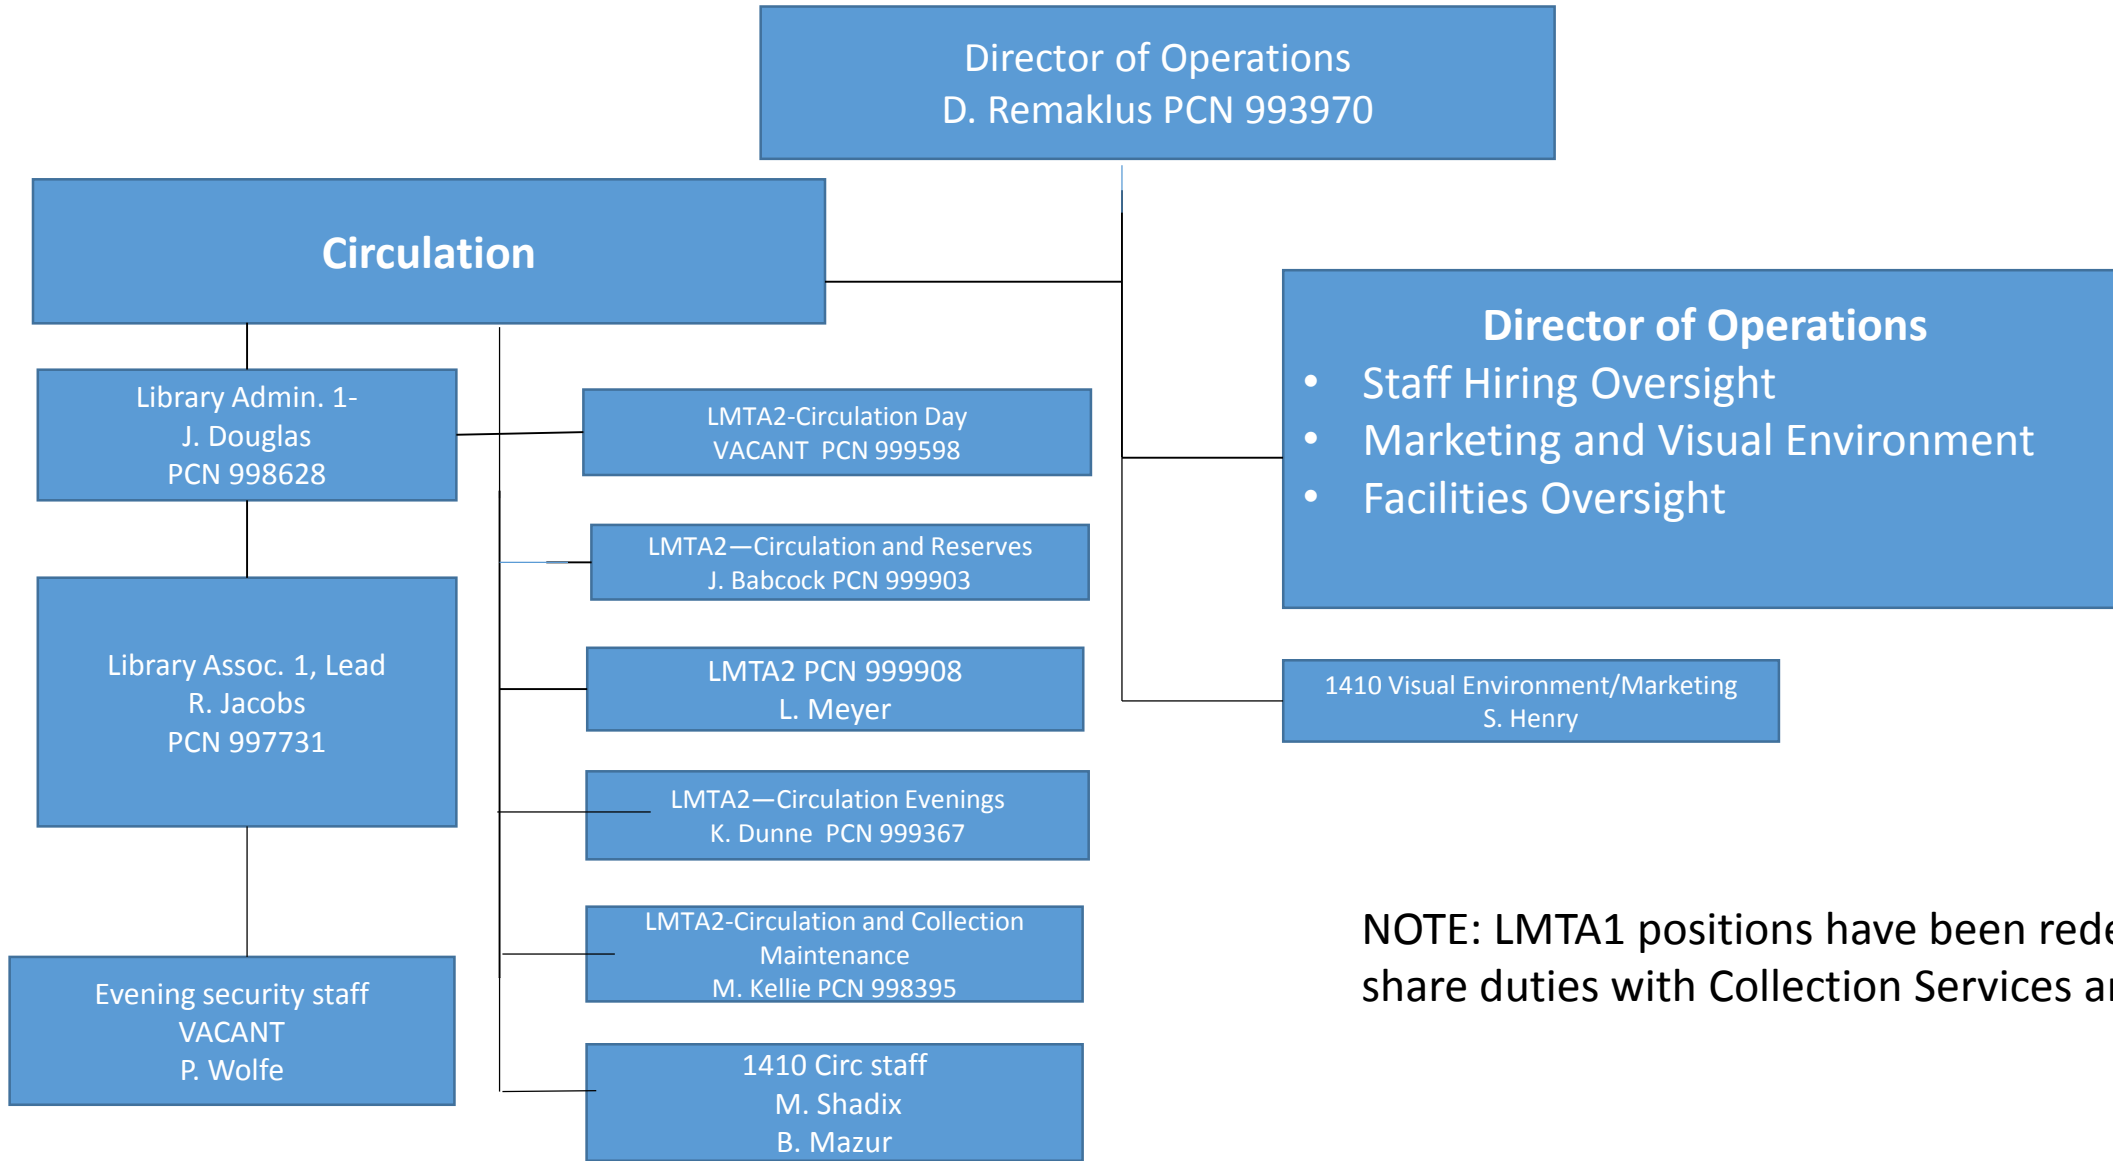 Director of Operations
D. Remaklus PCN 993970
Circulation
Library Admin. 1-
J. Douglas
PCN 998628
LMTA2-Circulation Day
VACANT PCN 999598
Director of Operations
• Staff Hiring Oversight
• Marketing and Visual Environment
• Facilities Oversight
LMTA2—Circulation and Reserves
J. Babcock PCN 999903
Library Assoc. 1, Lead
R. Jacobs
PCN 997731
LMTA2 PCN 999908
L. Meyer
1410 Visual Environment/Marketing
S. Henry
LMTA2—Circulation Evenings
K. Dunne PCN 999367
LMTA2-Circulation and Collection
Maintenance
M. Kellie PCN 998395
NOTE: LMTA1 positions have been
share duties with Collection Services
Evening security staff
VACANT
P. Wolfe
1410 Circ staff
M. Shadix
B. Mazur